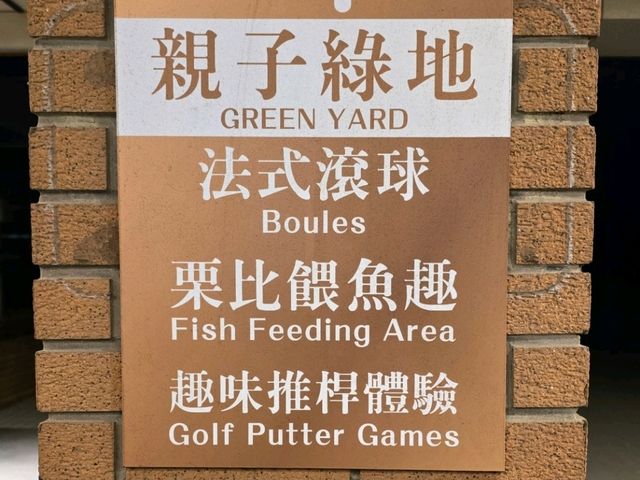 親子綠地
GREEN YARD
法式滾球
Boules
栗比餵魚趣
Fish Feeding Area
趣味推桿體驗
Golf Putter Games